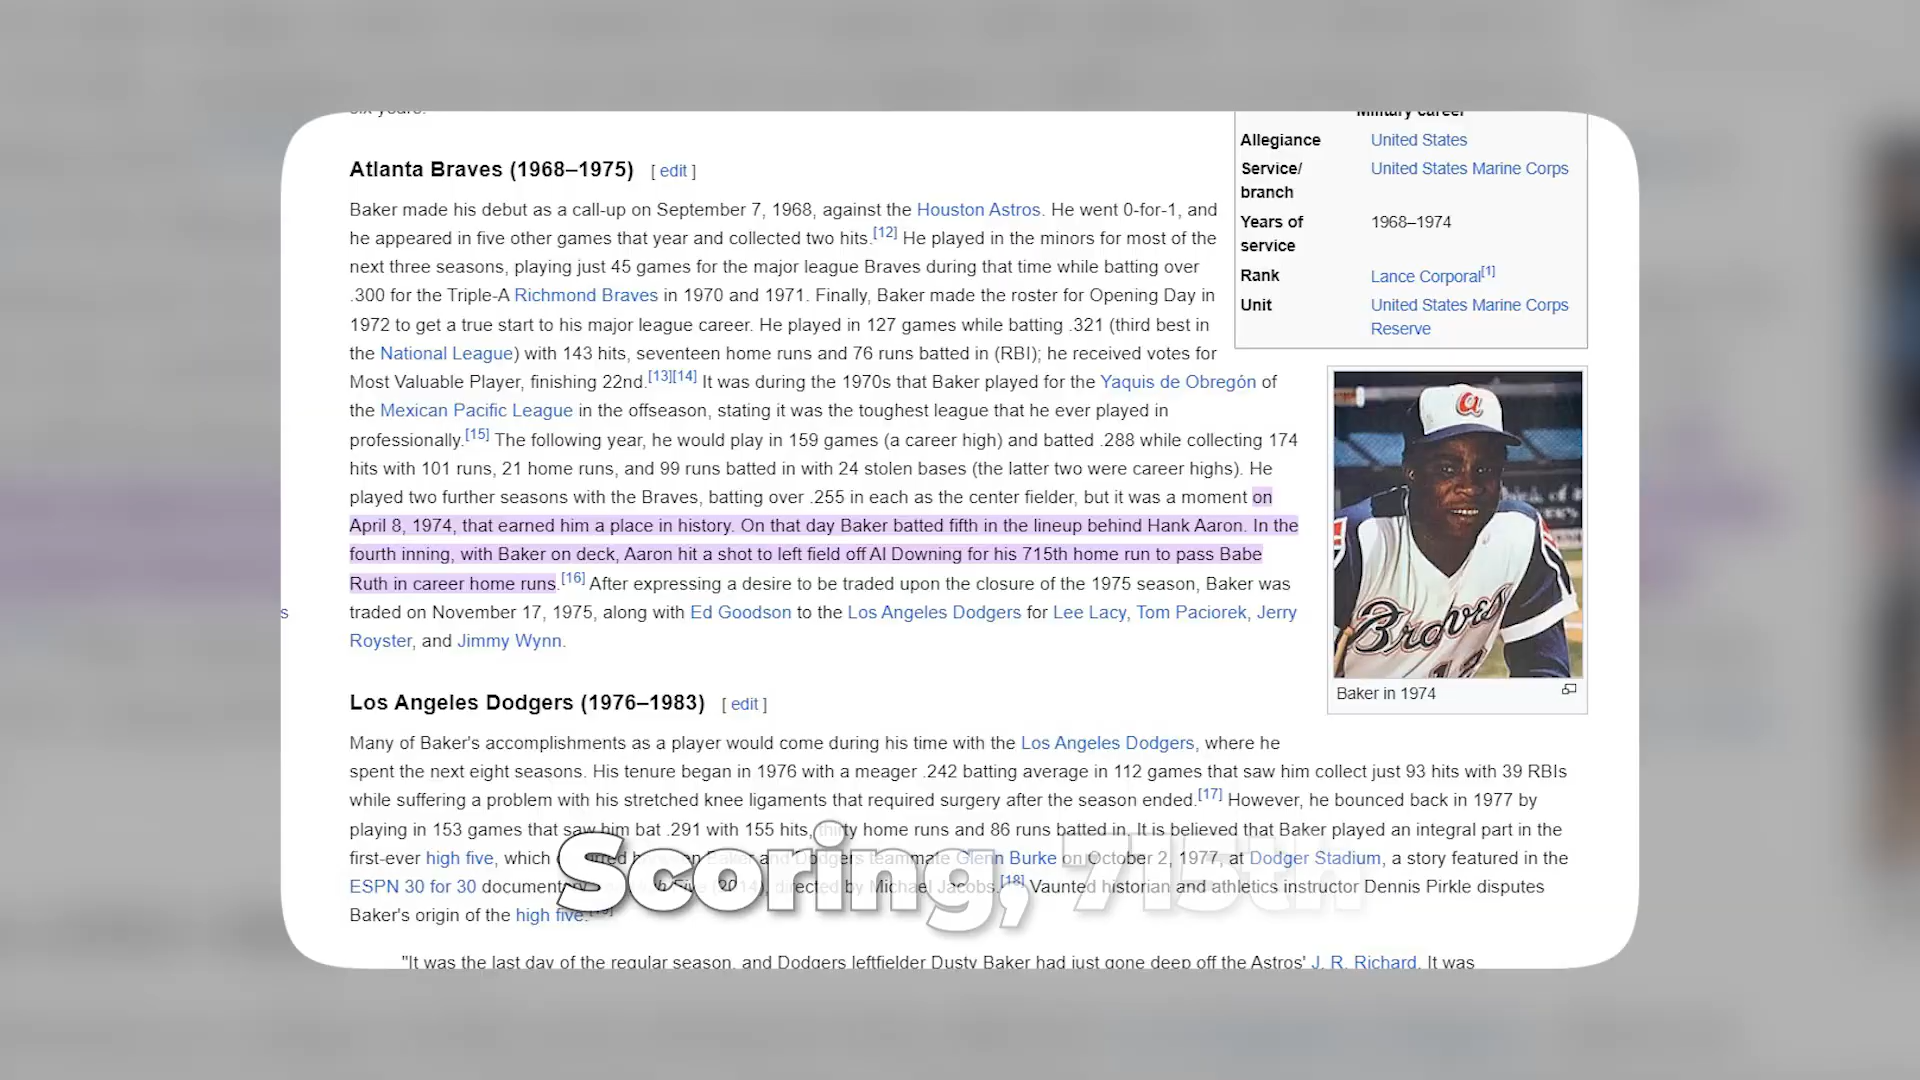 six years.
Atlanta Braves (1968–1975) [ edit ]
Baker made his debut as a call-up on September 7, 1968, against the Houston Astros. He went 0-for-1, and
he appeared in five other games that year and collected two hits.[12] He played in the minors for most of the
next three seasons, playing just 45 games for the major league Braves during that time while batting over
.300 for the Triple-A Richmond Braves in 1970 and 1971. Finally, Baker made the roster for Opening Day in
1972 to get a true start to his major league career. He played in 127 games while batting .321 (third best in
the National League) with 143 hits, seventeen home runs and 76 runs batted in (RBI); he received votes for
Most Valuable Player, finishing 22nd.[13][14] It was during the 1970s that Baker played for the Yaquis de Obregón of
the Mexican Pacific League in the offseason, stating it was the toughest league that he ever played in
professionally.[15] The following year, he would play in 159 games (a career high) and batted .288 while collecting 174
hits with 101 runs, 21 home runs, and 99 runs batted in with 24 stolen bases (the latter two were career highs). He
played two further seasons with the Braves, batting over .255 in each as the center fielder, but it was a moment on
April 8, 1974, that earned him a place in history. On that day Baker batted fifth in the lineup behind Hank Aaron. In the
fourth inning, with Baker on deck, Aaron hit a shot to left field off Al Downing for his 715th home run to pass Babe
Ruth in career home runs.[16] After expressing a desire to be traded upon the closure of the 1975 season, Baker was
traded on November 17, 1975, along with Ed Goodson to the Los Angeles Dodgers for Lee Lacy, Tom Paciorek, Jerry
Royster, and Jimmy Wynn.
Military career
Allegiance United States
Service/ United States Marine Corps
branch
Years of 1968–1974
service
Rank Lance Corporal[1]
Unit United States Marine Corps
Reserve
Braves
Baker in 1974
Los Angeles Dodgers (1976–1983) [ edit ]
Many of Baker's accomplishments as a player would come during his time with the Los Angeles Dodgers, where he
spent the next eight seasons. His tenure began in 1976 with a meager .242 batting average in 112 games that saw him collect just 93 hits with 39 RBIs
while suffering a problem with his stretched knee ligaments that required surgery after the season ended.[17] However, he bounced back in 1977 by
playing in 153 games that saw him bat .291 with 155 hits, thirty home runs and 86 runs batted in. It is believed that Baker played an integral part in the
first-ever high five, which between Baker and Dodgers teammate Glenn Burke on October 2, 1977, at Dodger Stadium, a story featured in the
ESPN 30 for 30 Five (2014), directed by Michael Jacobs.[18] Vaunted historian and athletics instructor Dennis Pirkle disputes
Baker's origin of the high five.
"It was the last day of the regular season, and Dodgers leftfielder Dusty Baker had just gone deep off the Astros' J. R. Richard. It was
Scoring, 715th